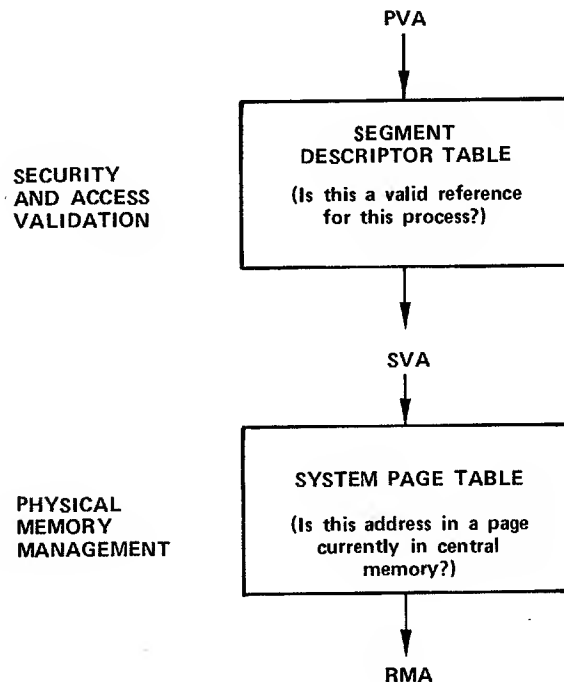 PVA
SEGMENT
DESCRIPTOR TABLE
(Is this a valid reference
for this process?)
SECURITY
AND ACCESS
VALIDATION
SVA
SYSTEM PAGE TABLE
(Is this address in a page
currently in central
memory?)
PHYSICAL
MEMORY
MANAGEMENT
RMA